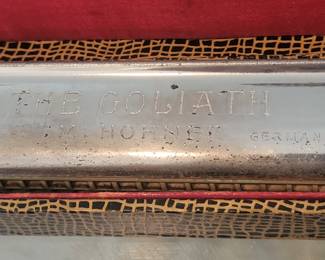 THE GOLIATH
M. HOHNER GERMANY